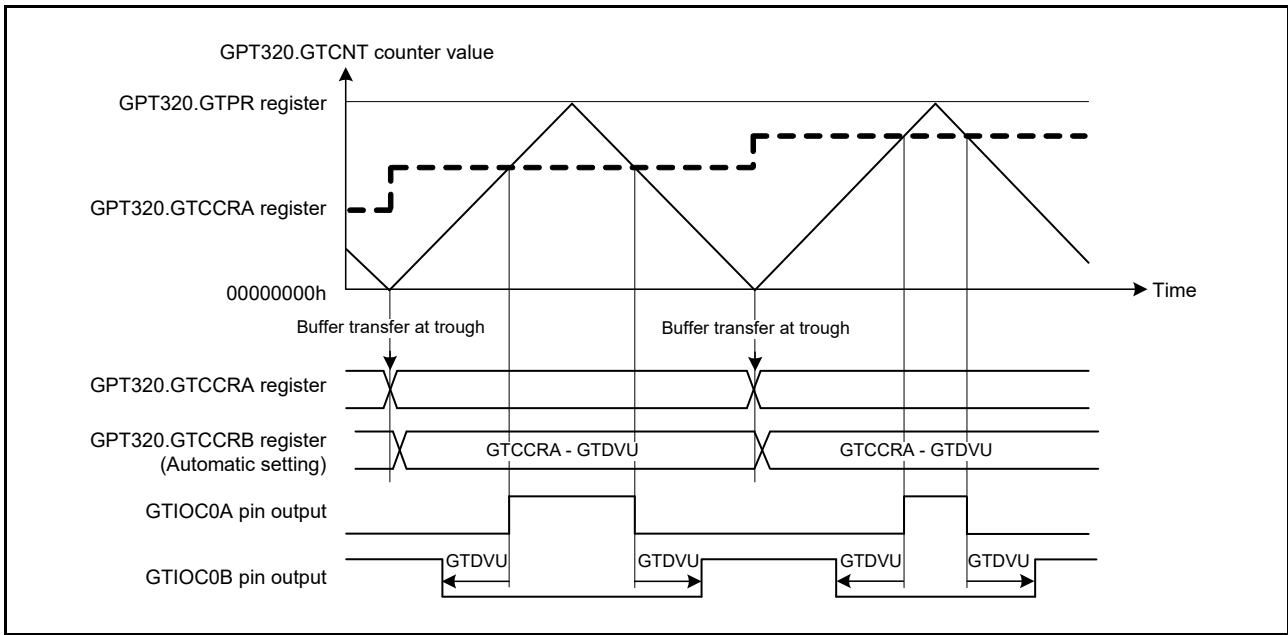 GPT320.GTCNT counter value
GPT320.GTPR register
GPT320.GTCCRA register
00000000h
Time
Buffer transfer at trough
Buffer transfer at trough
GPT320.GTCCRA register
GPT320.GTCCRB register
(Automatic setting)
GTCCRA - GTDVU
GTCCRA - GTDVU
GTIOC0A pin output
GTIOC0B pin output
GTDVU
GTDVU
GTDVU
GTDVU